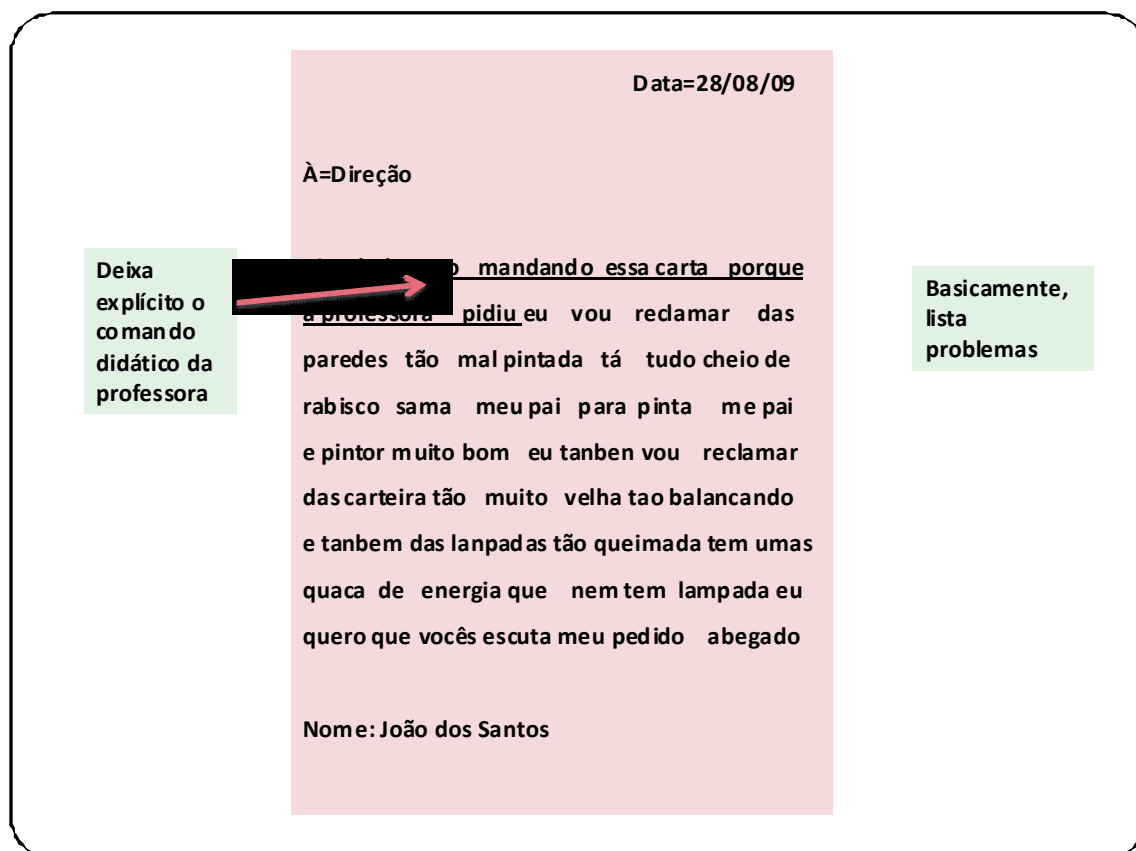 Data=28/08/09
À=Direção
mandando essa carta porque
a professora pidiu eu vou reclamar das
paredes tão mal pintada tá tudo cheio de
rabisco sama meu pai para pinta me pai
e pintor muito bom eu tanben vou reclamar
das carteira tão muito velha tao balancando
e tanbem das lanpadas tão queimada tem umas
quaca de energia que nem tem lampada eu
quero que vocês escuta meu pedido abegado
Nome: João dos Santos
Deixa
explícito o
comando
didático da
professora
Basicamente,
lista
problemas